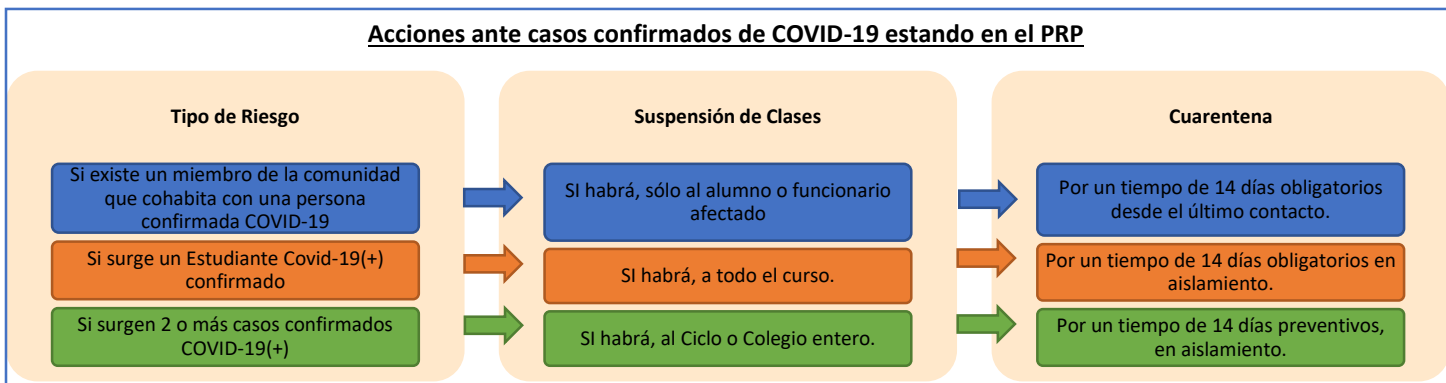 Acciones ante casos confirmados de COVID-19 estando en el PRP
Tipo de Riesgo
Suspensión de Clases
Cuarentena
Si existe un miembro de la comunidad
que cohabita con una persona
confirmada COVID-19
SI habrá, sólo al alumno o funcionario
afectado
Por un tiempo de 14 días obligatorios
desde el último contacto.
Si surge un Estudiante Covid-19(+)
confirmado
SI habrá, a todo el curso.
Por un tiempo de 14 días obligatorios en
aislamiento.
Si surgen 2 o más casos confirmados
COVID-19(+)
SI habrá, al Ciclo o Colegio entero.
Por un tiempo de 14 días preventivos,
en aislamiento.